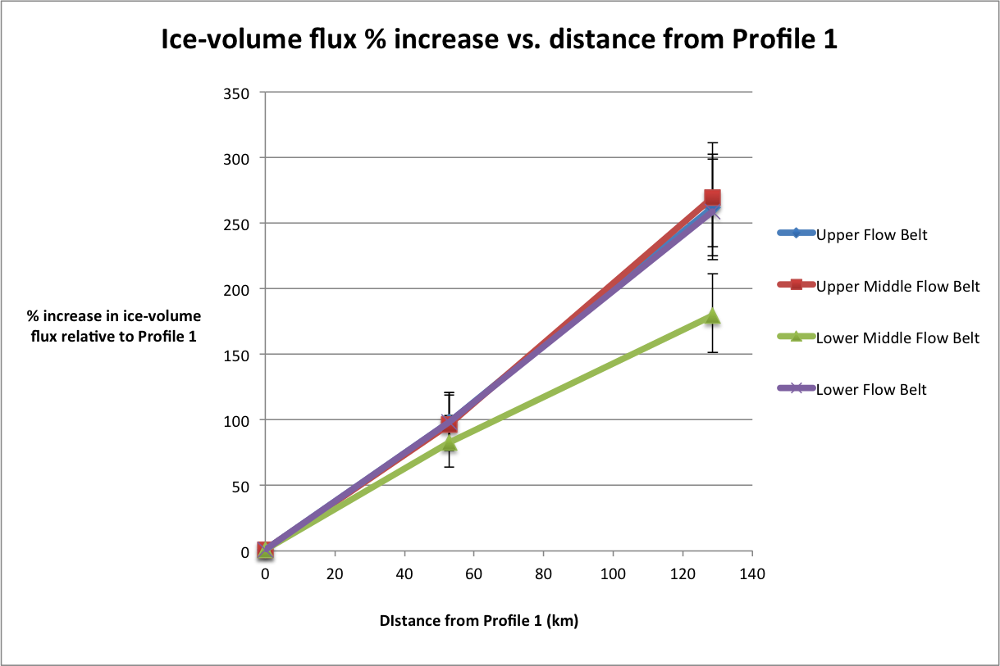 Ice-volume flux % increase vs. distance from Profile 1
350
300
250
200
150
100
50
0
% increase in ice-volume
flux relative to Profile 1
0 20 40 60 80 100 120 140
DIstance from Profile 1 (km)
Upper Flow Belt
Upper Middle Flow Belt
Lower Middle Flow Belt
Lower Flow Belt